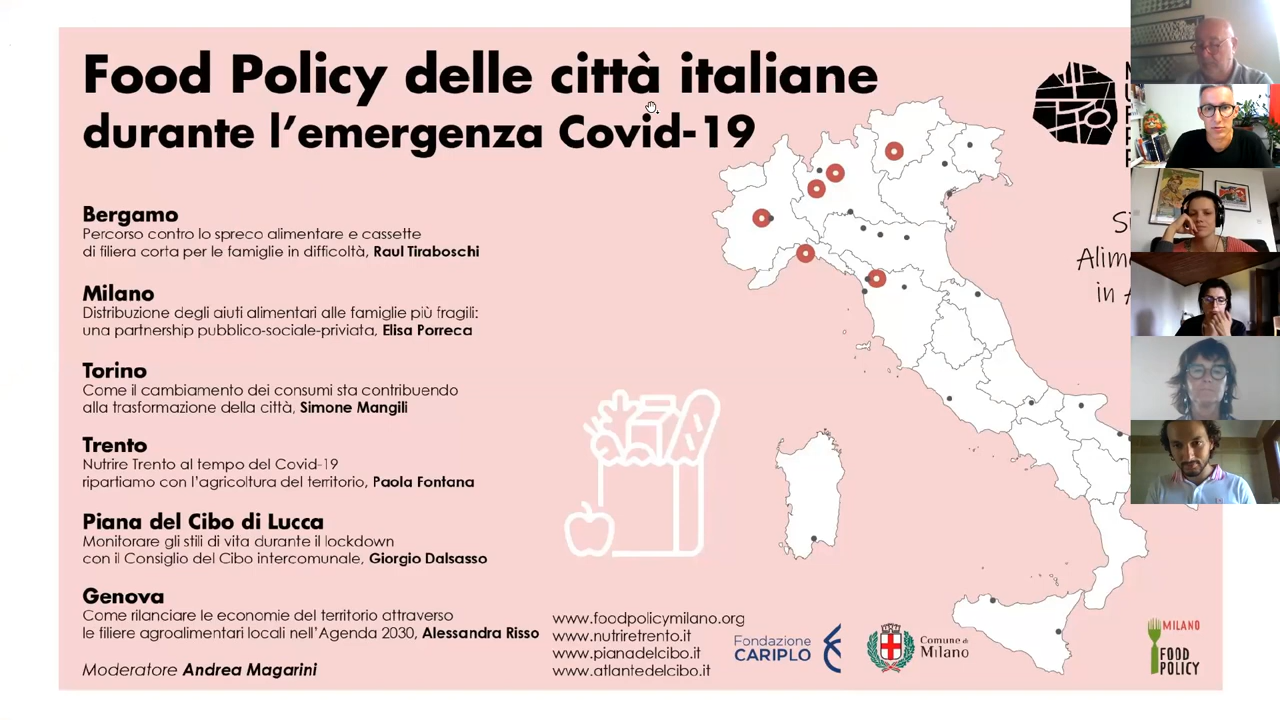 Food Policy delle città italiane
durante l'emergenza Covid-19
Bergamo
Percorso contro lo spreco alimentare e cassette
di filiera corta per le famiglie in difficoltà, Raul Tiraboschi
Milano
Distribuzione degli aiuti alimentari alle famiglie più fragili:
una partnership pubblico-sociale-priviata, Elisa Porreca
Torino
Come il cambiamento dei consumi sta contribuendo
alla trasformazione della città, Simone Mangili
Trento
Nutrire Trento al tempo del Covid-19
ripartiamo con l'agricoltura del territorio, Paola Fontana
Piana del Cibo di Lucca
Monitorare gli stili di vita durante il lockdown
con il Consiglio del Cibo intercomunale, Giorgio Dalsasso
Genova
Come rilanciare le economie del territorio attraverso
le filiere agroalimentari locali nell'Agenda 2030, Alessandra Risso
Moderatore Andrea Magarini
www.foodpolicymilano.org
www.nutriretrento.it
www.pianadelcibo.it
www.atlantedelcibo.it
Fondazione
CARIPLO
Comune di
Milano
Si
Alime
in A
MILANO
FOOD
POLICY